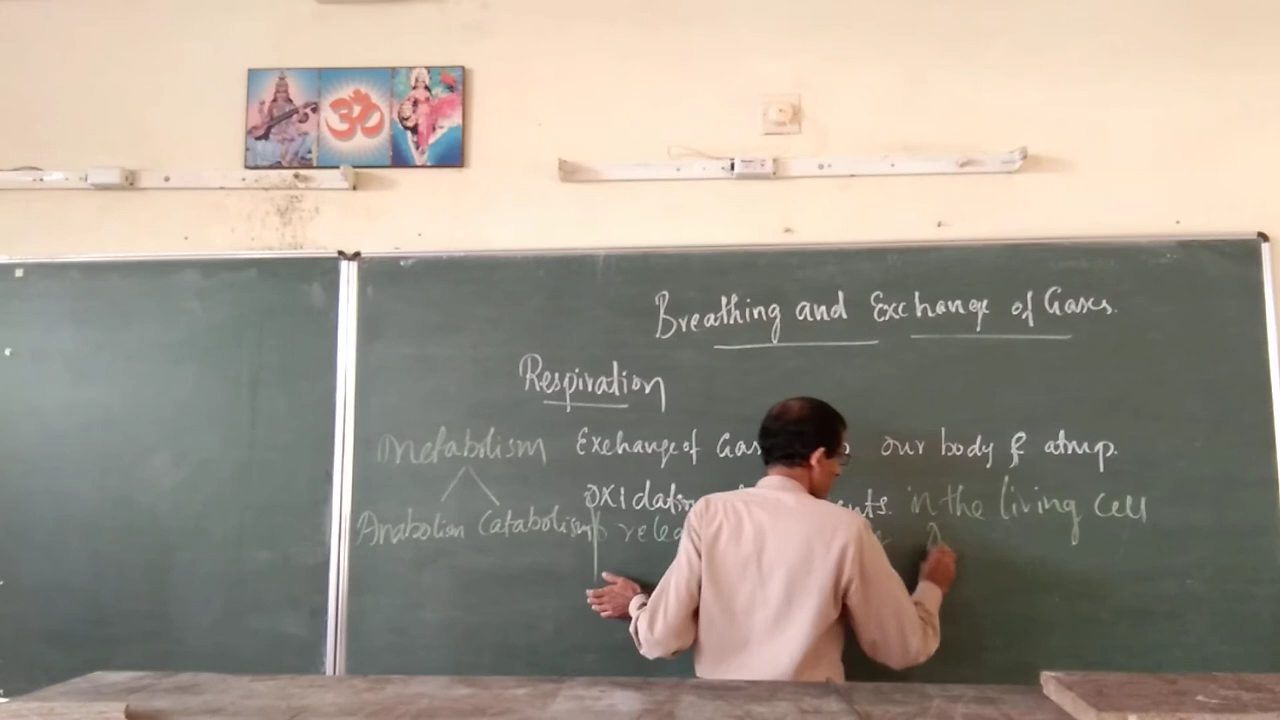 ॐ
Breathing and Exchange of Gases.
Respiration
Metabolism Exchange of Gas our body & atmp.
Oxidation in the living cell
Anabolism Catabolism